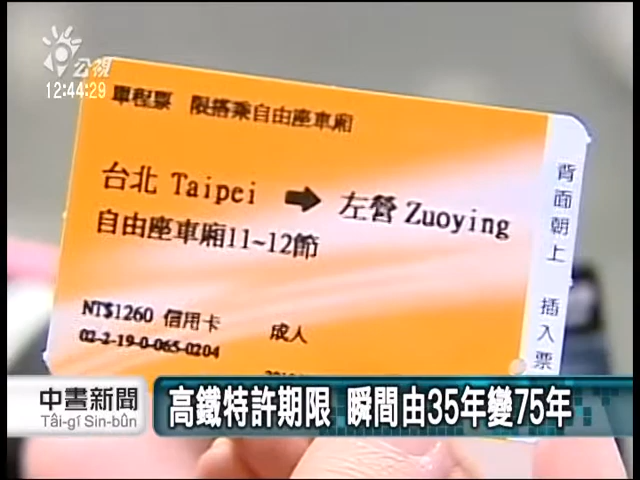 公視
12:44:29
單程票 限搭乘自由座車廂
台北 Taipei → 左營 Zuoying
自由座車廂11~12節
NT$1260 信用卡 成人
02-2-19-0-065-0204
背面朝上 插入票
中晝新聞
Tâi-gí Sin-bûn
高鐵特許期限 瞬間由35年變75年